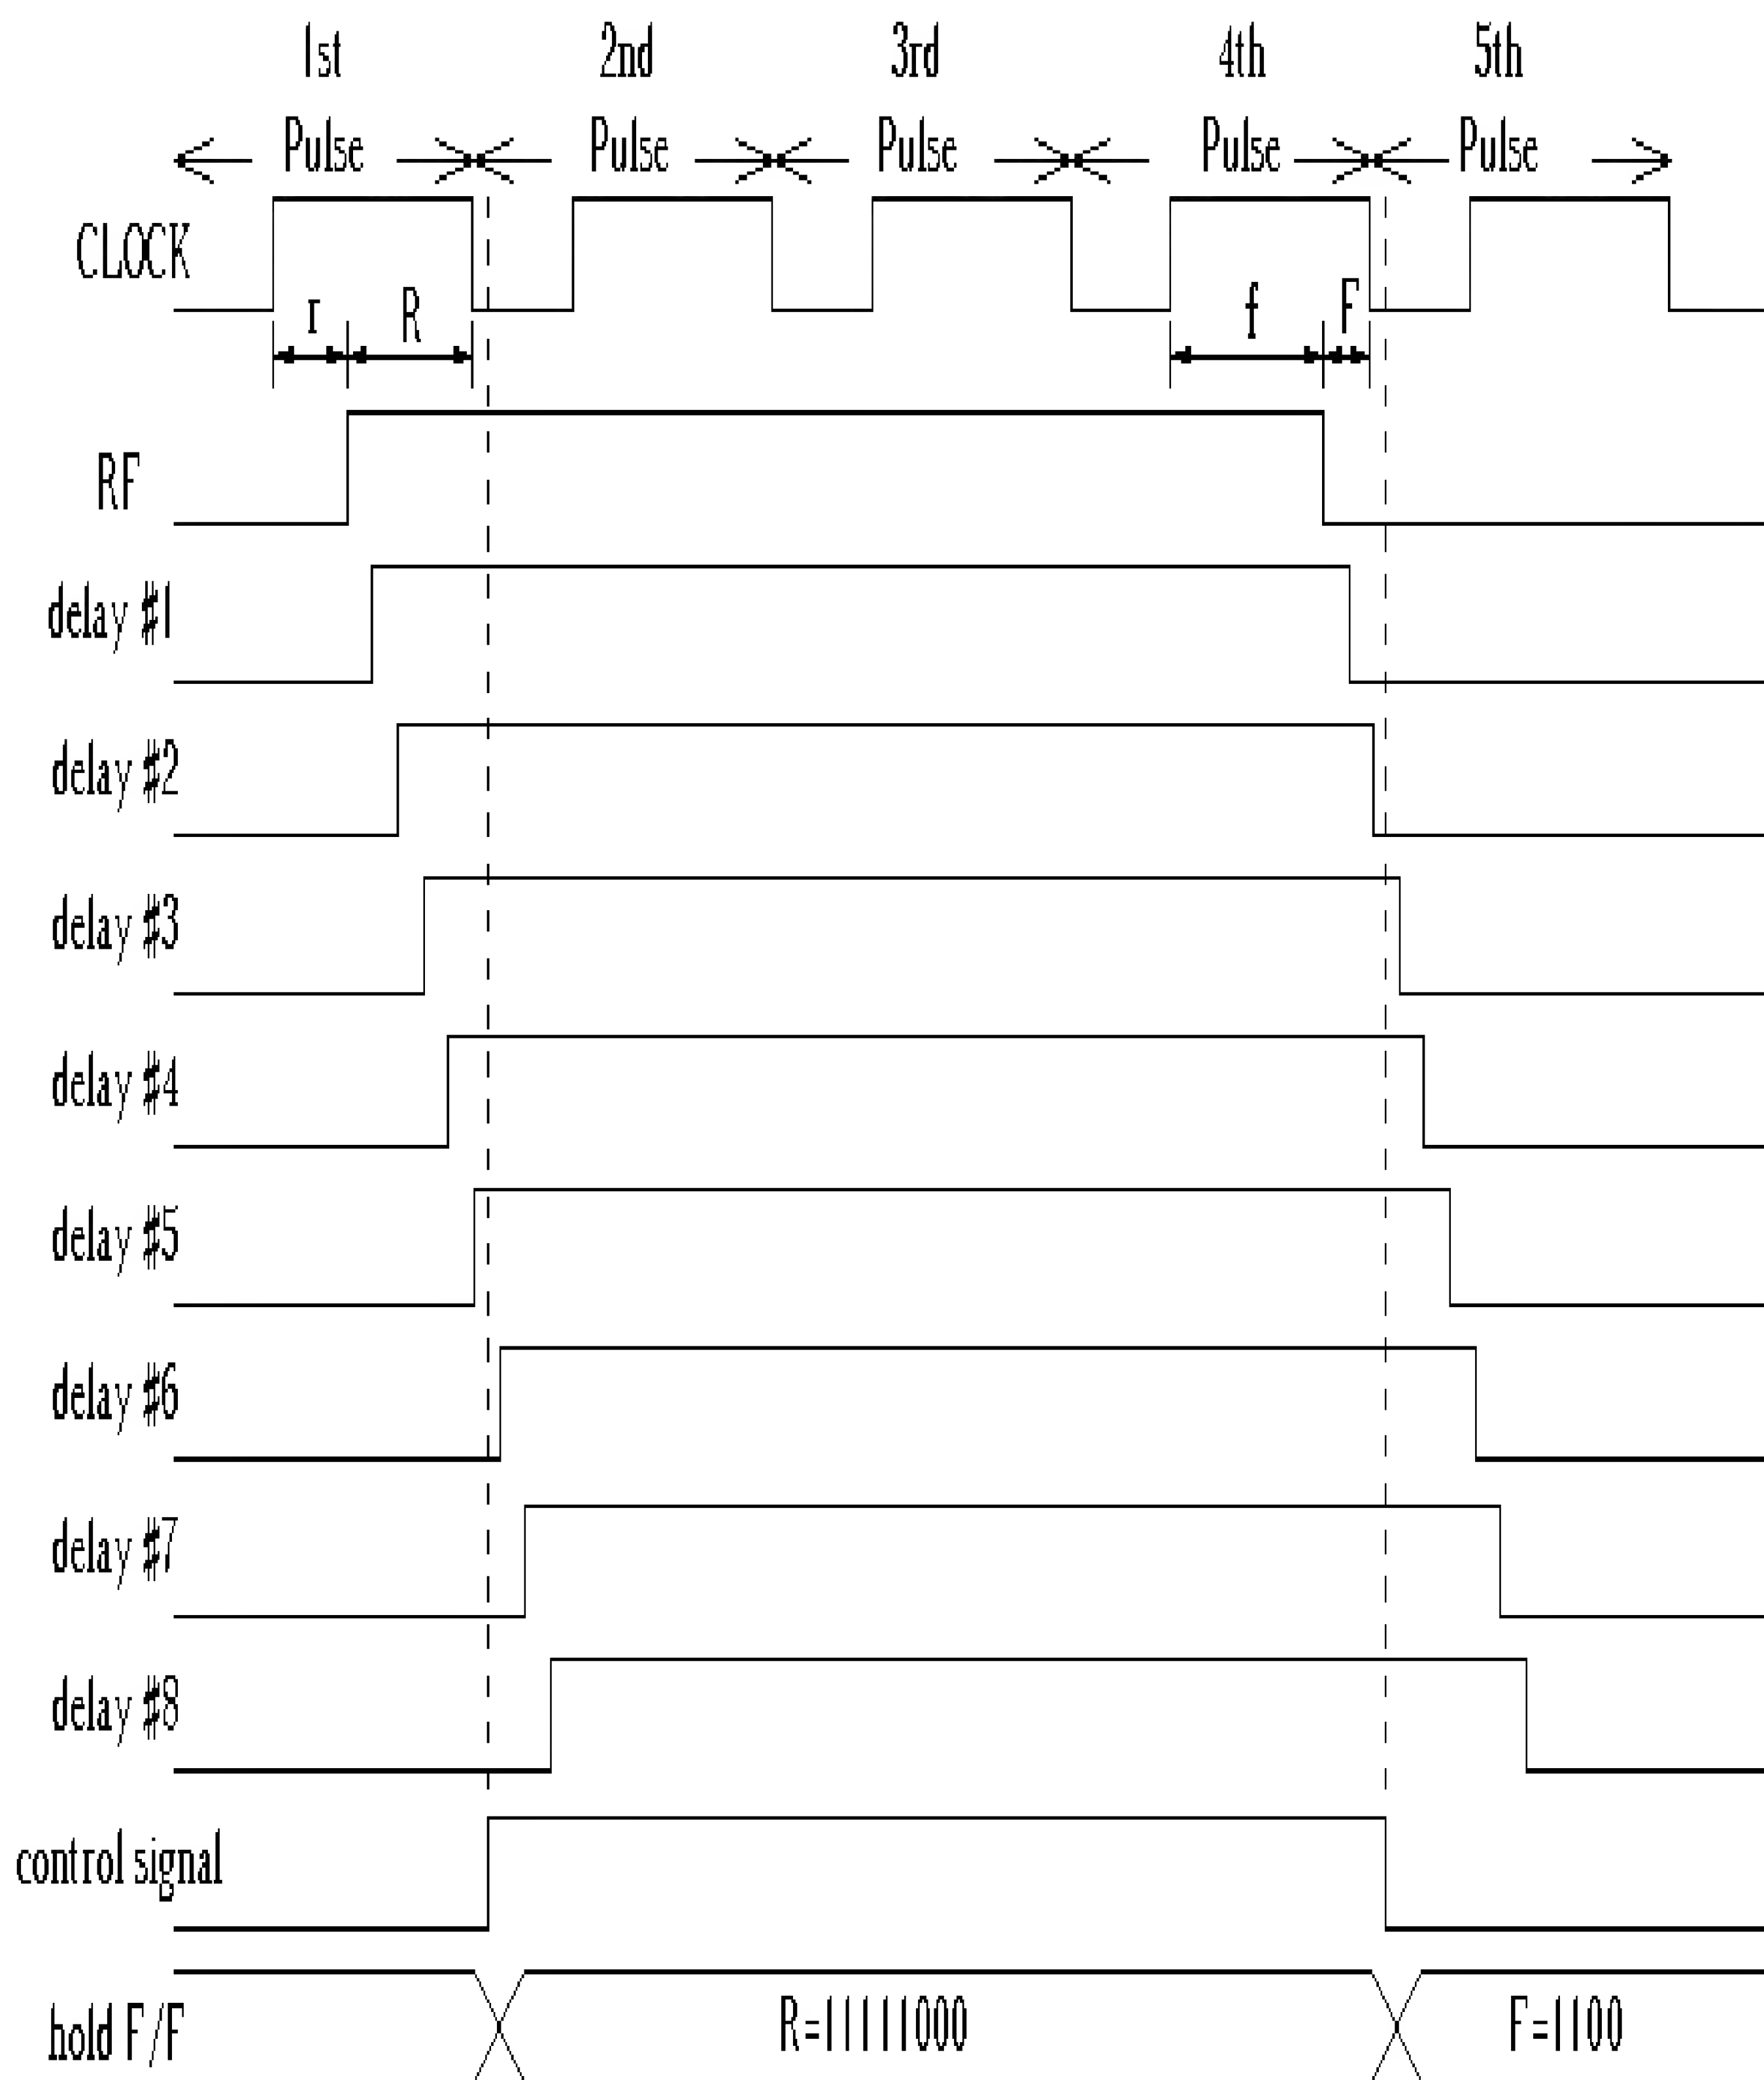 1st 2nd 3rd 4th 5th
Pulse Pulse Pulse Pulse Pulse
CLOCK
r R f F
RF
delay #1
delay #2
delay #3
delay #4
delay #5
delay #6
delay #7
delay #8
control signal
hold F/F R=11111000 F=1100